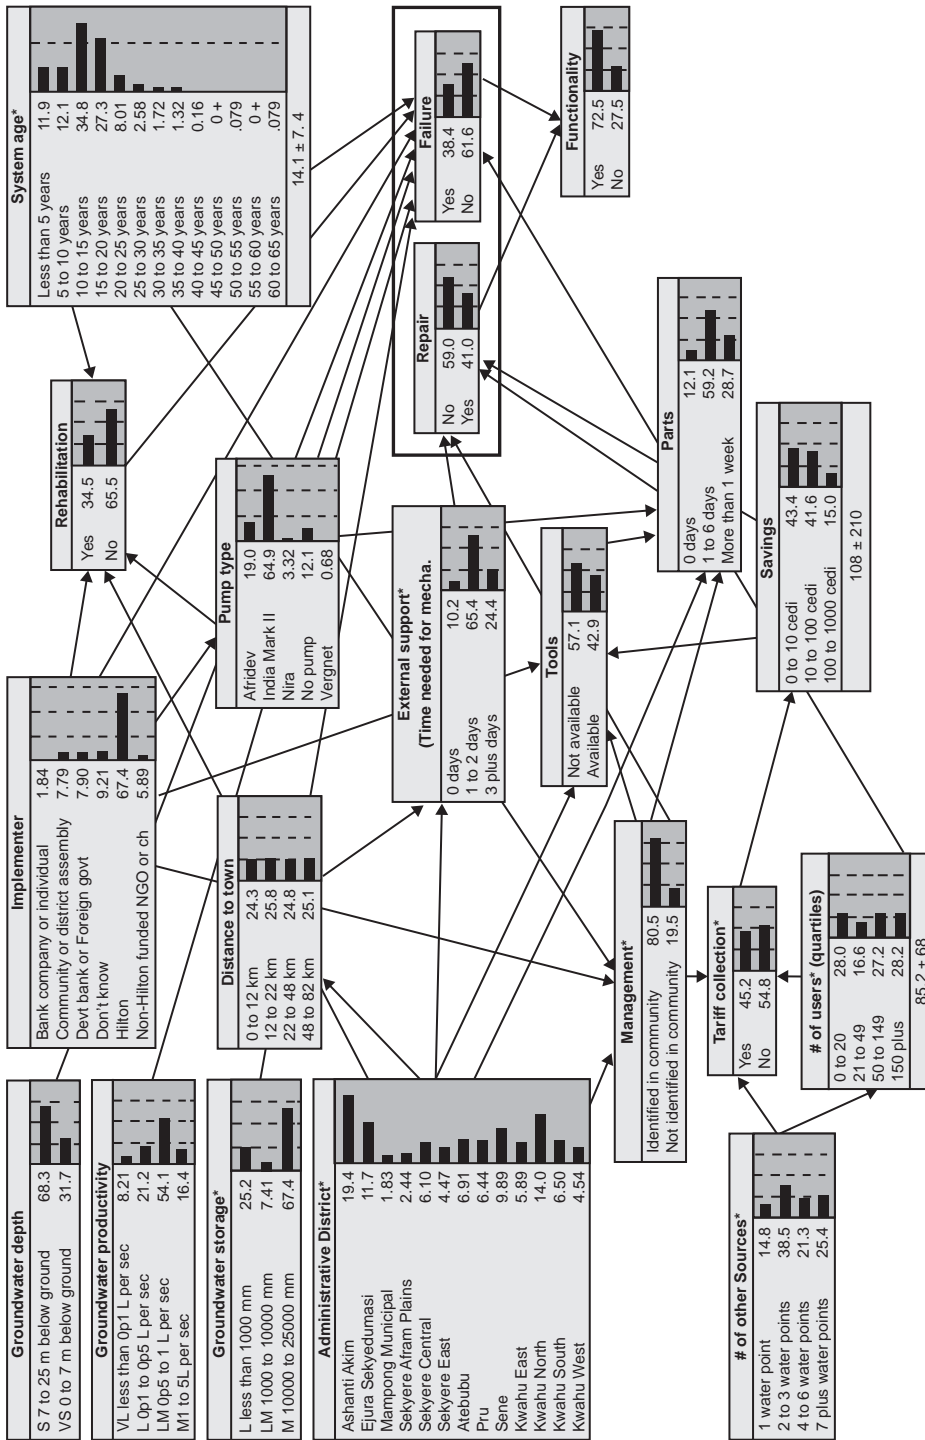 Groundwater depth
S 7 to 25 m below ground 68.3
VS 0 to 7 m below ground 31.7
Groundwater productivity
VL less than 0p1 L per sec 8.21
L 0p1 to 0p5 L per sec 21.2
LM 0p5 to 1 L per sec 54.1
M1 to 5L per sec 16.4
Groundwater storage*
L less than 1000 mm 25.2
LM 1000 to 10000 mm 7.41
M 10000 to 25000 mm 67.4
Administrative District*
Ashanti Akim 19.4
Ejura Sekyedumasi 11.7
Mampong Municipal 1.83
Sekyere Afram Plains 2.44
Sekyere Central 6.10
Sekyere East 4.47
Atebubu 6.91
Pru 6.44
Sene 9.89
Kwahu East 5.89
Kwahu North 14.0
Kwahu South 6.50
Kwahu West 4.54
# of other Sources*
1 water point 14.8
2 to 3 water points 38.5
4 to 6 water points 21.3
7 plus water points 25.4
Implementer
Bank company or individual 1.84
Community or district assembly 7.79
Devt bank or Foreign govt 7.90
Don't know 9.21
Hilton 67.4
Non-Hilton funded NGO or ch 5.89
Distance to town
0 to 12 km 24.3
12 to 22 km 25.8
22 to 48 km 24.8
48 to 82 km 25.1
Management*
Identified in community 80.5
Not identified in community 19.5
Tariff collection*
Yes 45.2
No 54.8
# of users* (quartiles)
0 to 20 28.0
21 to 49 16.6
50 to 149 27.2
150 plus 28.2
85.2 ± 68
Rehabilitation
Yes 34.5
No 65.5
Pump type
Afridev 19.0
India Mark II 64.9
Nira 3.32
No pump 12.1
Vergnet 0.68
External support*
(Time needed for mecha.
0 days 10.2
1 to 2 days 65.4
3 plus days 24.4
Tools
Not available 57.1
Available 42.9
Parts
0 days 12.1
1 to 6 days 59.2
More than 1 week 28.7
Savings
0 to 10 cedi 43.4
10 to 100 cedi 41.6
100 to 1000 cedi 15.0
108 ± 210
System age*
Less than 5 years 11.9
5 to 10 years 12.1
10 to 15 years 34.8
15 to 20 years 27.3
20 to 25 years 8.01
25 to 30 years 2.58
30 to 35 years 1.72
35 to 40 years 1.32
40 to 45 years 0.16
45 to 50 years 0 +
50 to 55 years .079
55 to 60 years 0 +
60 to 65 years .079
14.1 ± 7. 4
Repair
No 59.0
Yes 41.0
Failure
Yes 38.4
No 61.6
Functionality
Yes 72.5
No 27.5